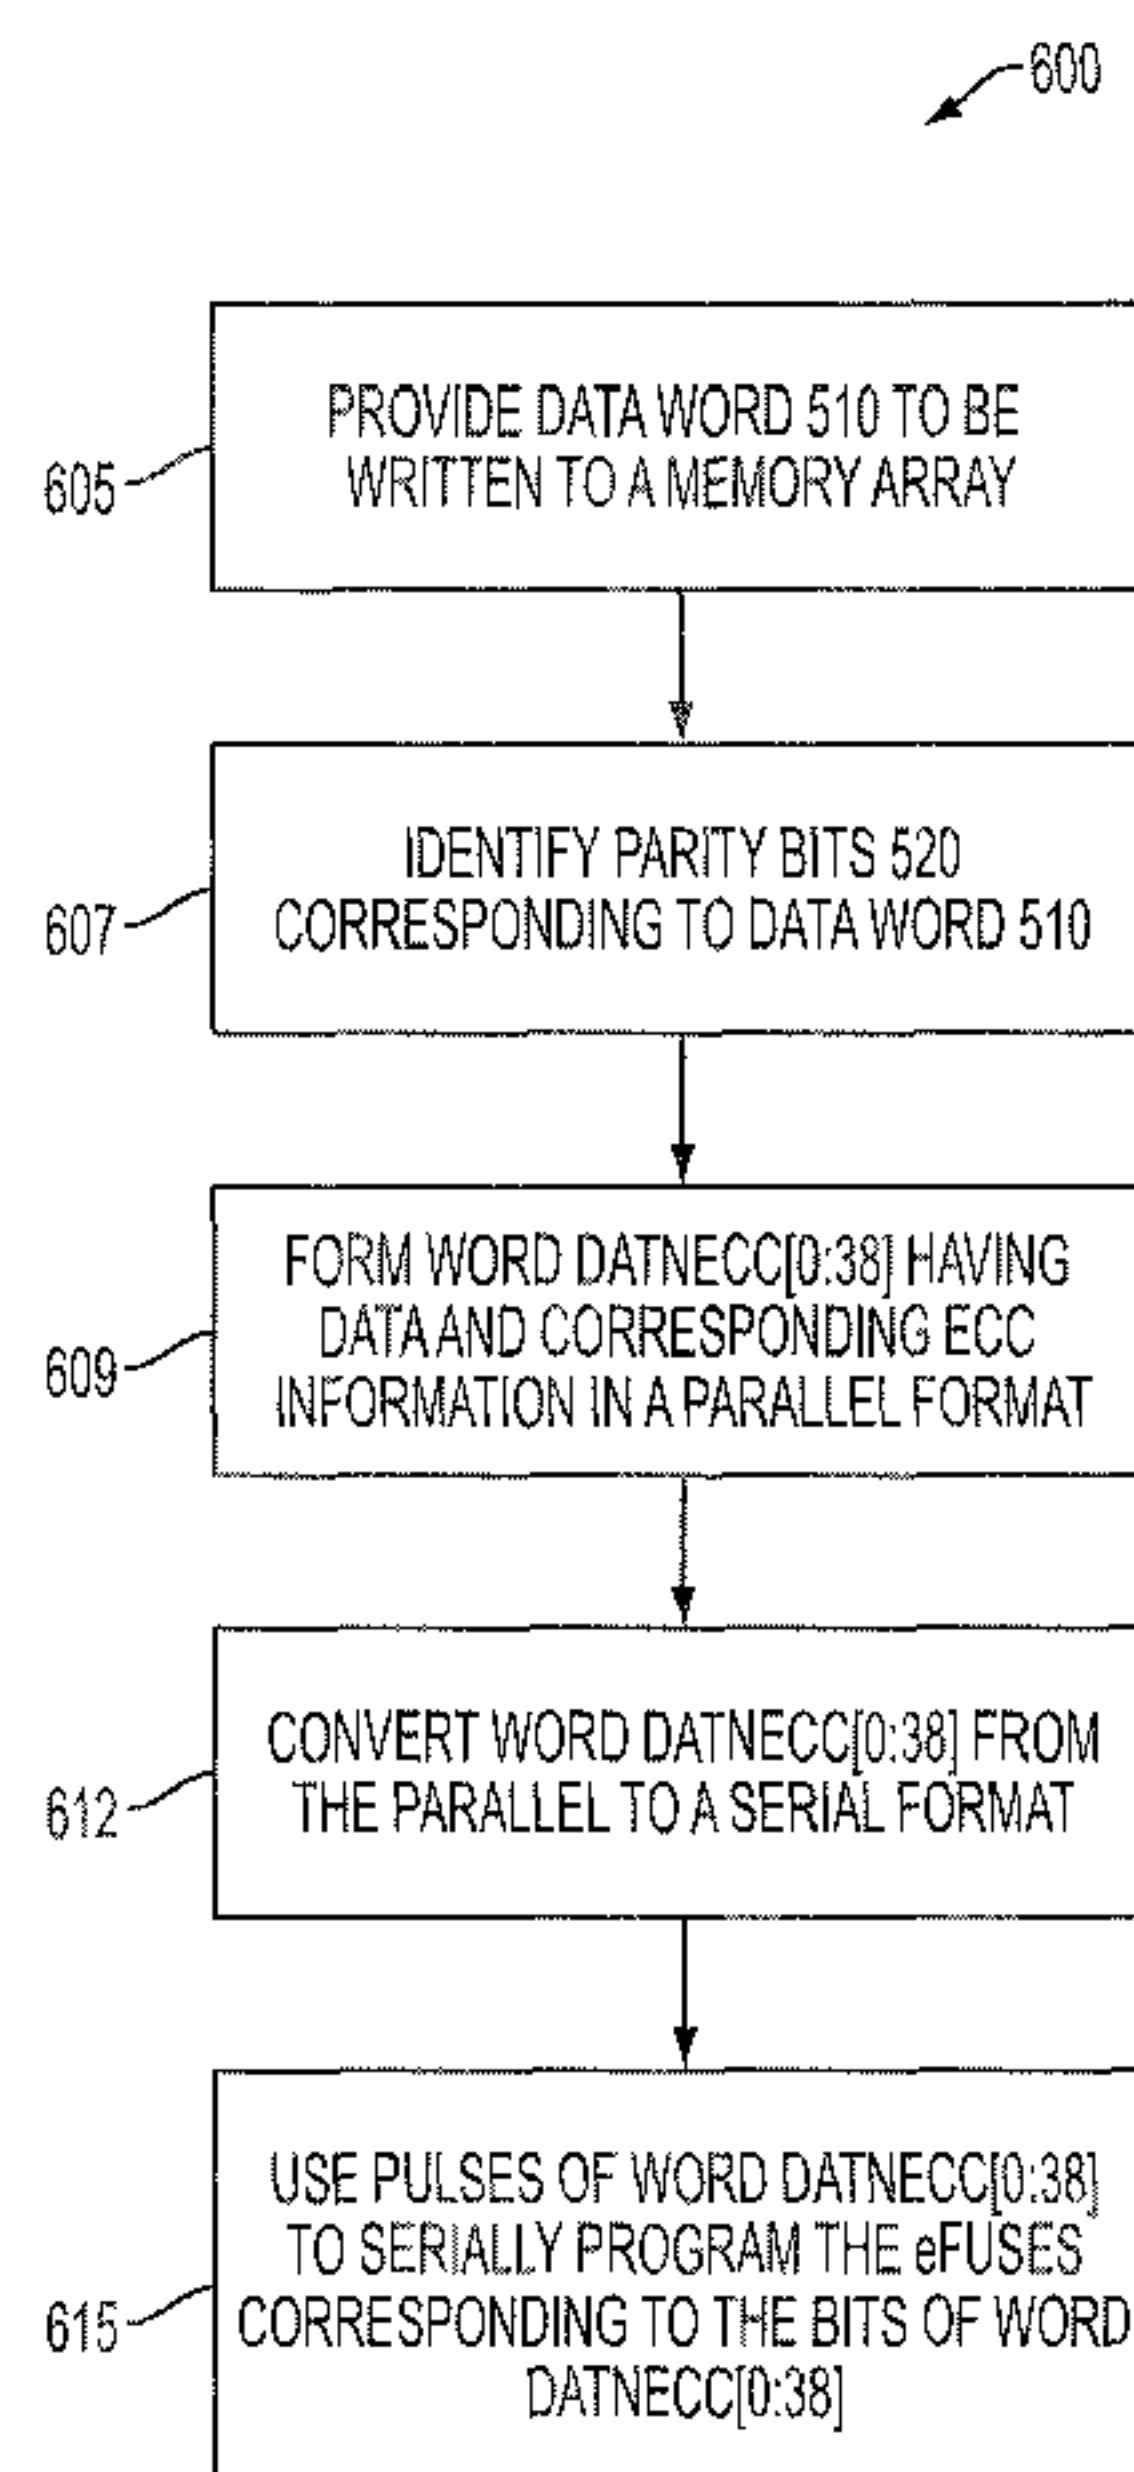 600
605
PROVIDE DATA WORD 510 TO BE
WRITTEN TO A MEMORY ARRAY
607
IDENTIFY PARITY BITS 520
CORRESPONDING TO DATA WORD 510
609
FORM WORD DATNECC[0:38] HAVING
DATA AND CORRESPONDING ECC
INFORMATION IN A PARALLEL FORMAT
612
CONVERT WORD DATNECC[0:38] FROM
THE PARALLEL TO A SERIAL FORMAT
615
USE PULSES OF WORD DATNECC[0:38]
TO SERIALLY PROGRAM THE eFUSES
CORRESPONDING TO THE BITS OF WORD
DATNECC[0:38]